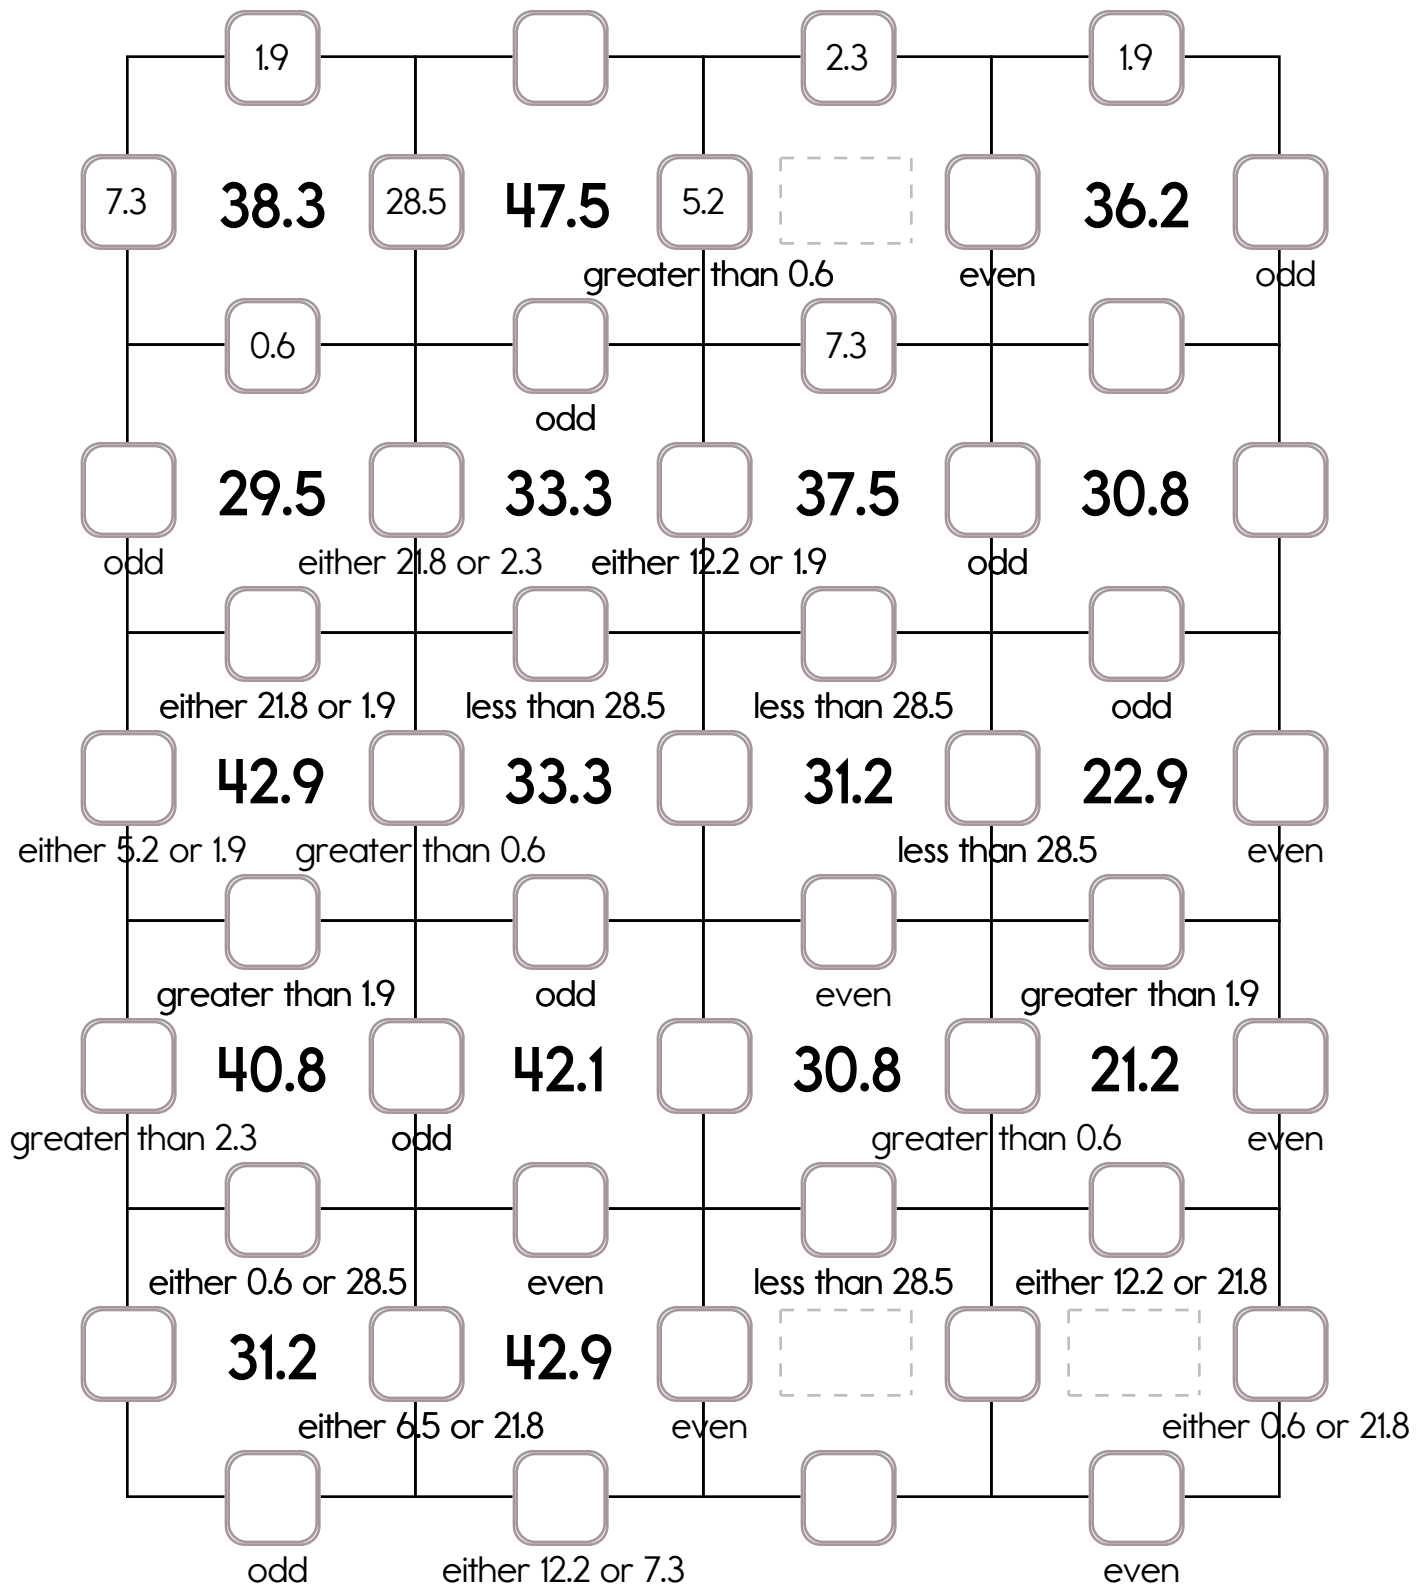 1.9 2.3 1.9
7.3 38.3 28.5 47.5 5.2 36.2
greater than 0.6 even odd
0.6 7.3
odd
29.5 33.3 37.5 30.8
odd either 21.8 or 2.3 either 12.2 or 1.9 odd
either 21.8 or 1.9 less than 28.5 less than 28.5 odd
42.9 33.3 31.2 22.9
either 5.2 or 1.9 greater than 0.6 less than 28.5 even
greater than 1.9 odd even greater than 1.9
40.8 42.1 30.8 21.2
greater than 2.3 odd greater than 0.6 even
either 0.6 or 28.5 even less than 28.5 either 12.2 or 21.8
31.2 42.9
either 6.5 or 21.8 even either 0.6 or 21.8
odd either 12.2 or 7.3 even